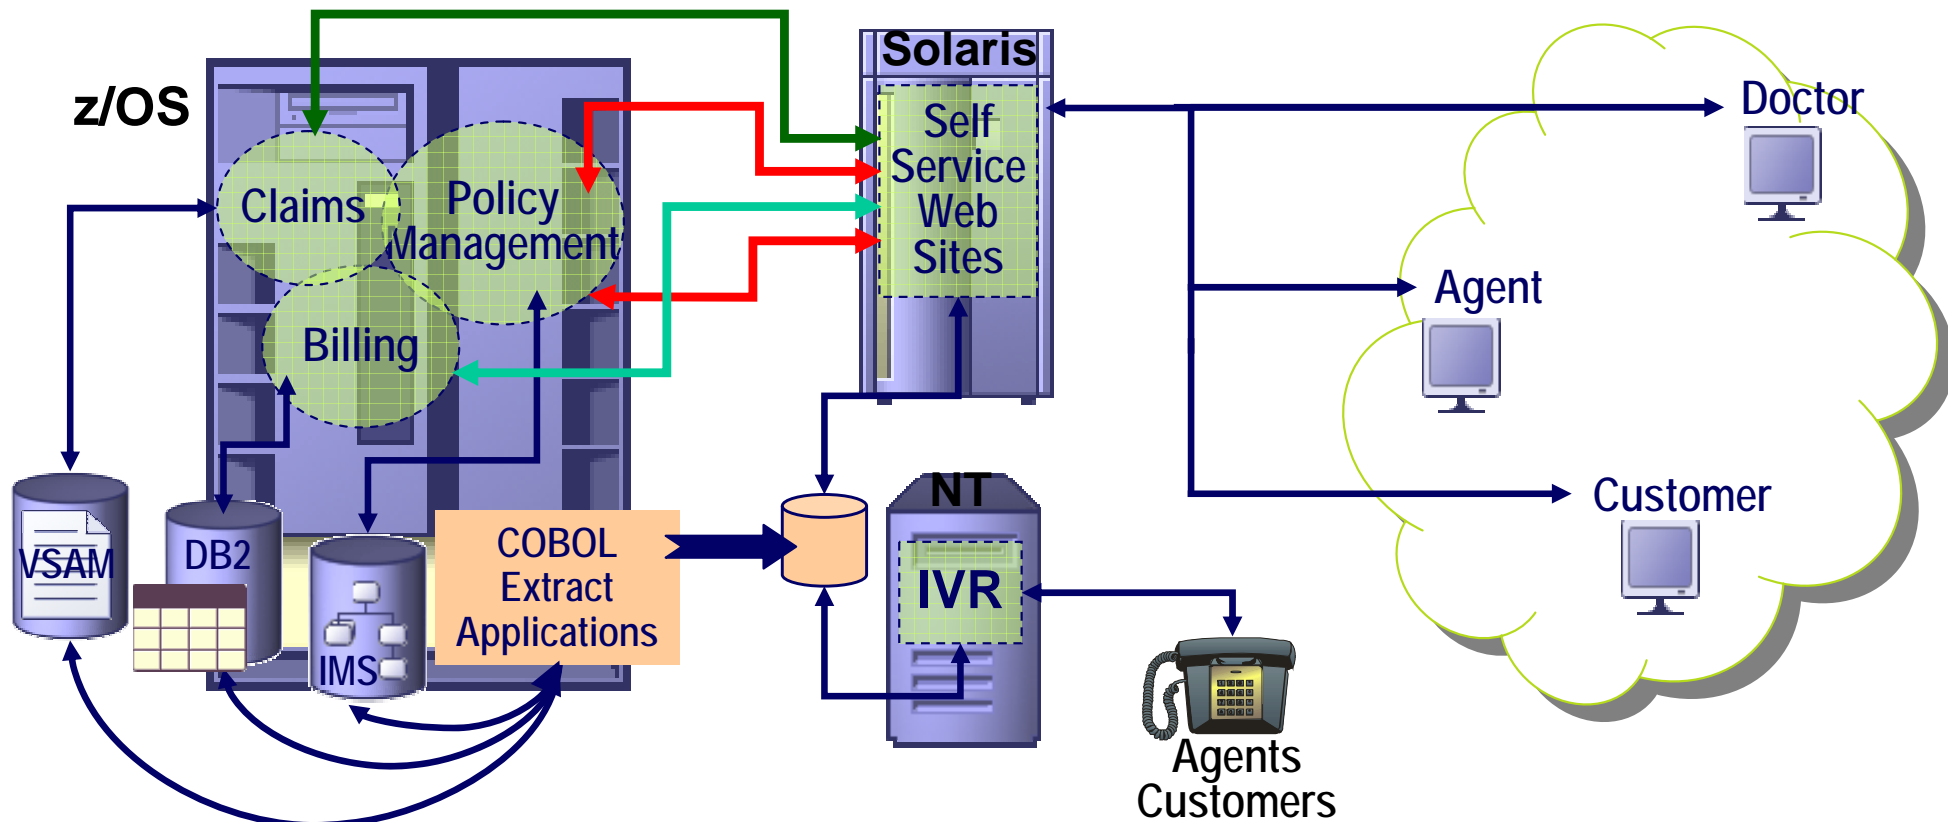 z/OS
Claims
Policy
Management
Billing
VSAM
DB2
IMS
COBOL
Extract
Applications
Solaris
Self
Service
Web
Sites
NT
IVR
Agents
Customers
Doctor
Agent
Customer